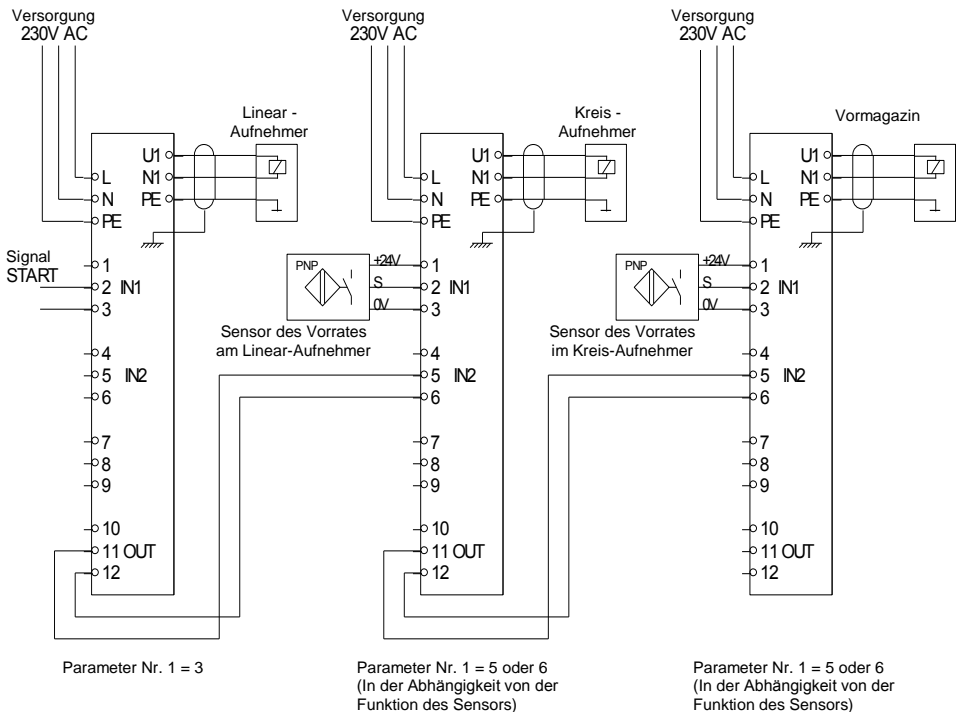 Versorgung
230V AC
Versorgung
230V AC
Versorgung
230V AC
Linear -
Aufnehmer
Kreis -
Aufnehmer
Vormagazin
U1
N1
PE
L
N
PE
Signal
START
1
2 IN1
3
4
5 IN2
6
7
8
9
10
11 OUT
12
U1
N1
PE
L
N
PE
PNP
+24V
S
0V
Sensor des Vorrates
am Linear-Aufnehmer
1
2 IN1
3
4
5 IN2
6
7
8
9
10
11 OUT
12
U1
N1
PE
L
N
PE
PNP
+24V
S
0V
Sensor des Vorrates
im Kreis-Aufnehmer
1
2 IN1
3
4
5 IN2
6
7
8
9
10
11 OUT
12
Parameter Nr. 1 = 3
Parameter Nr. 1 = 5 oder 6
(In der Abhängigkeit von der
Funktion des Sensors)
Parameter Nr. 1 = 5 oder 6
(In der Abhängigkeit von der
Funktion des Sensors)